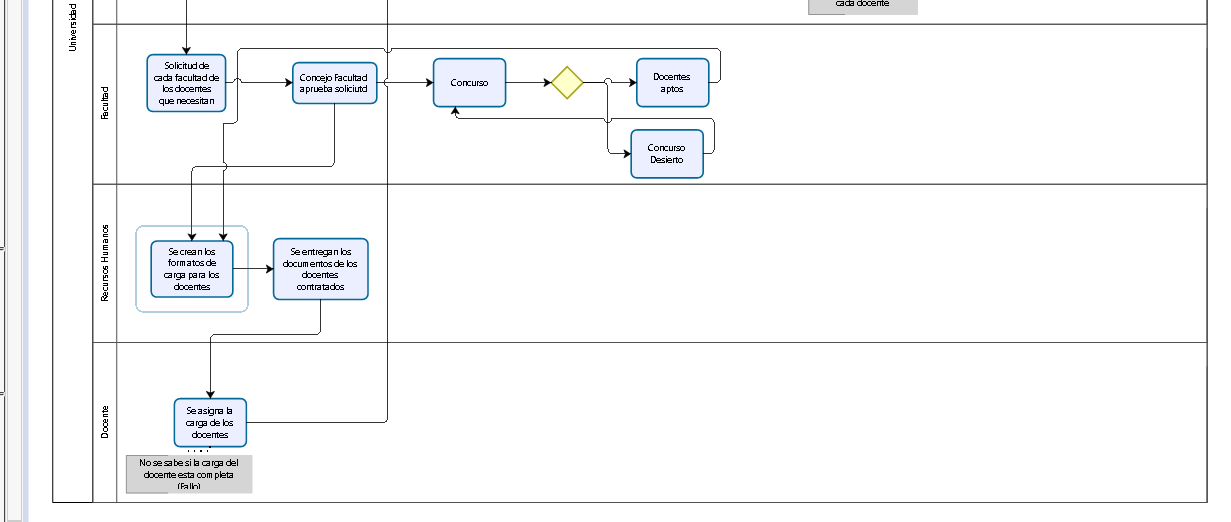 cada docente
Universidad
Facultad
Solicitud de
cada facultad de
los docentes
que necesitan
Concejo Facultad
aprueba soliciutd
Concurso
Docentes
aptos
Concurso
Desierto
Recursos Humanos
Se crean los
formatos de
carga para los
docentes
Se entregan los
documentos de los
docentes
contratados
Docente
Se asigna la
carga de los
docentes
No se sabe si la carga del
docente esta completa
(Fallo)